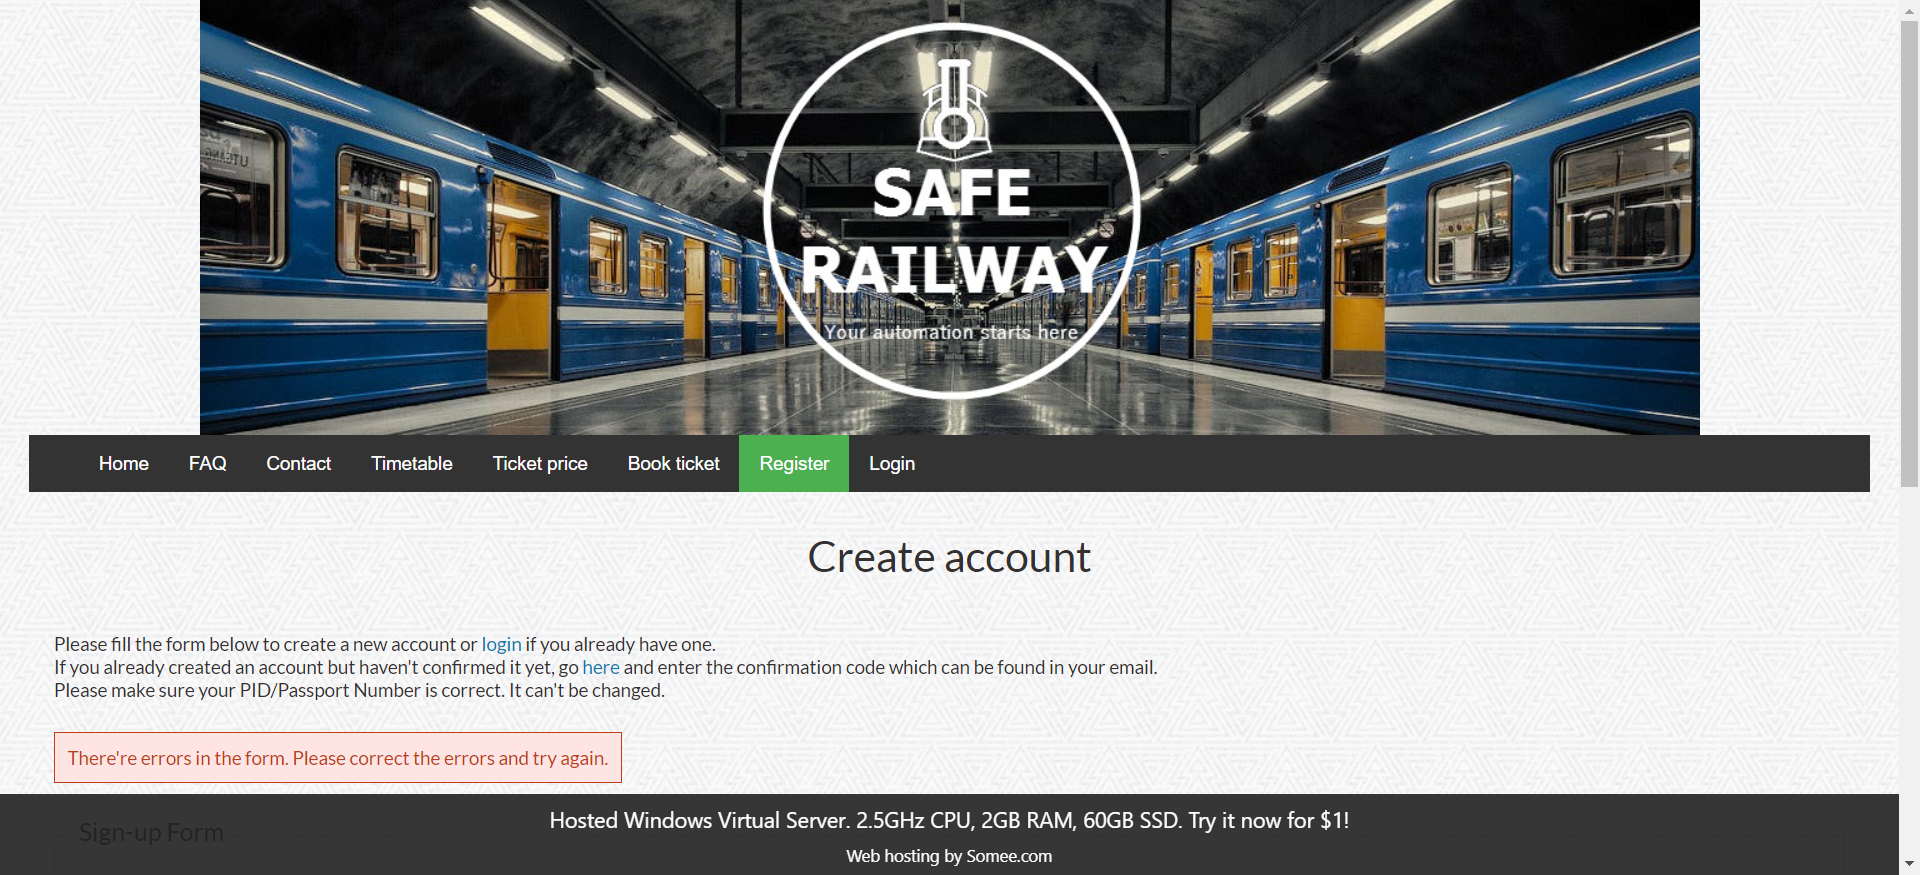 SAFE
RAILWAY
Your automation starts here
Home FAQ Contact Timetable Ticket price Book ticket Register Login
Create account
Please fill the form below to create a new account or login if you already have one.
If you already created an account but haven't confirmed it yet, go here and enter the confirmation code which can be found in your email.
Please make sure your PID/Passport Number is correct. It can't be changed.
There're errors in the form. Please correct the errors and try again.
Hosted Windows Virtual Server. 2.5GHz CPU, 2GB RAM, 60GB SSD. Try it now for $1!
Sign-up Form
Web hosting by Somee.com